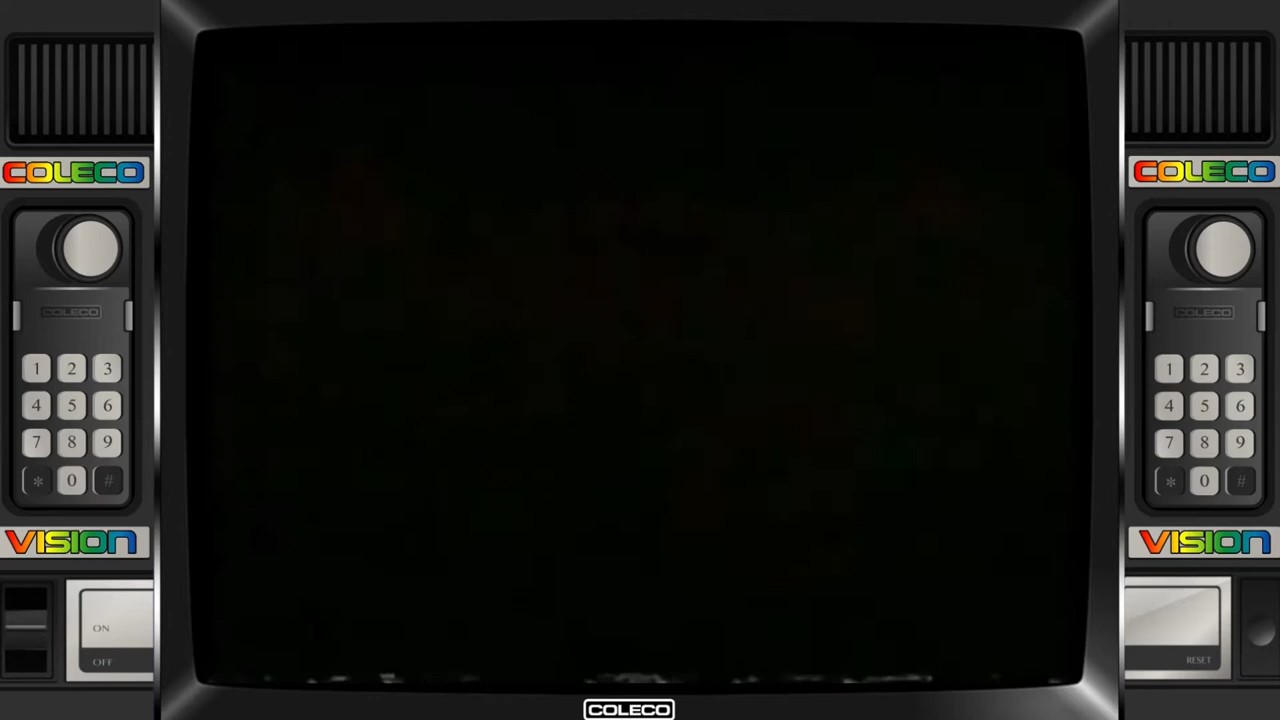 COLECO
COLECO
1 2 3
4 5 6
7 8 9
* 0 #
VISION
ON
OFF
COLECO
COLECO
COLECO
1 2 3
4 5 6
7 8 9
* 0 #
VISION
RESET